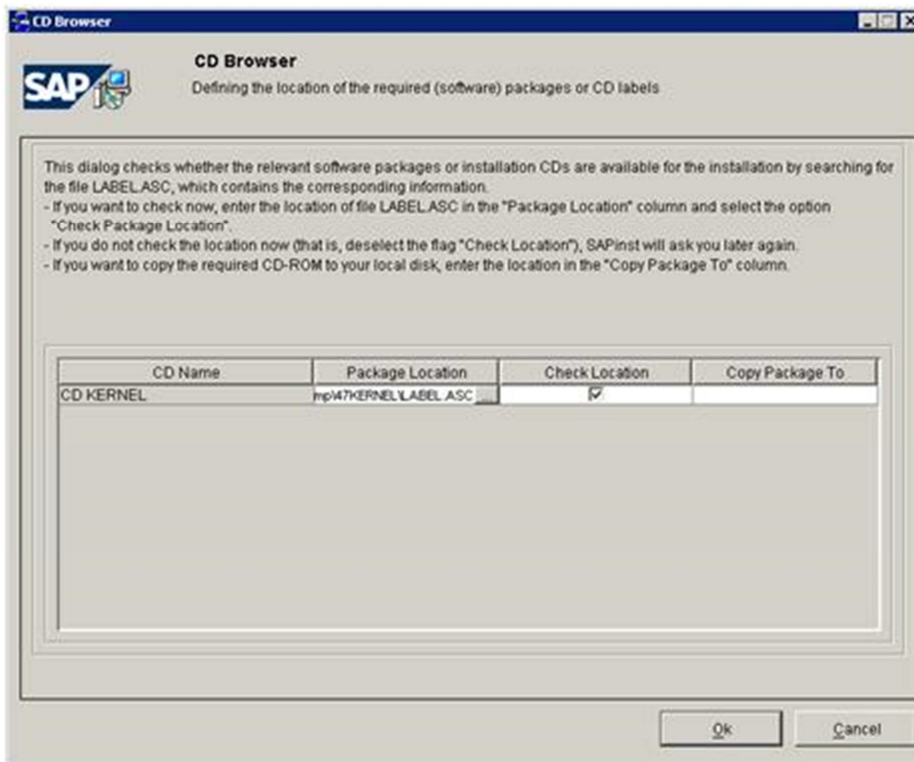 CD Browser
SAP
CD Browser
Defining the location of the required (software) packages or CD labels
This dialog checks whether the relevant software packages or installation CDs are available for the installation by searching for
the file LABEL.ASC, which contains the corresponding information.
- If you want to check now, enter the location of file LABEL.ASC in the "Package Location" column and select the option
"Check Package Location".
- If you do not check the location now (that is, deselect the flag "Check Location"), SAPinst will ask you later again.
- If you want to copy the required CD-ROM to your local disk, enter the location in the "Copy Package To" column.
CD Name Package Location Check Location Copy Package To
CD KERNEL mp\47KERNEL\LABEL.ASC ...
Ok Cancel